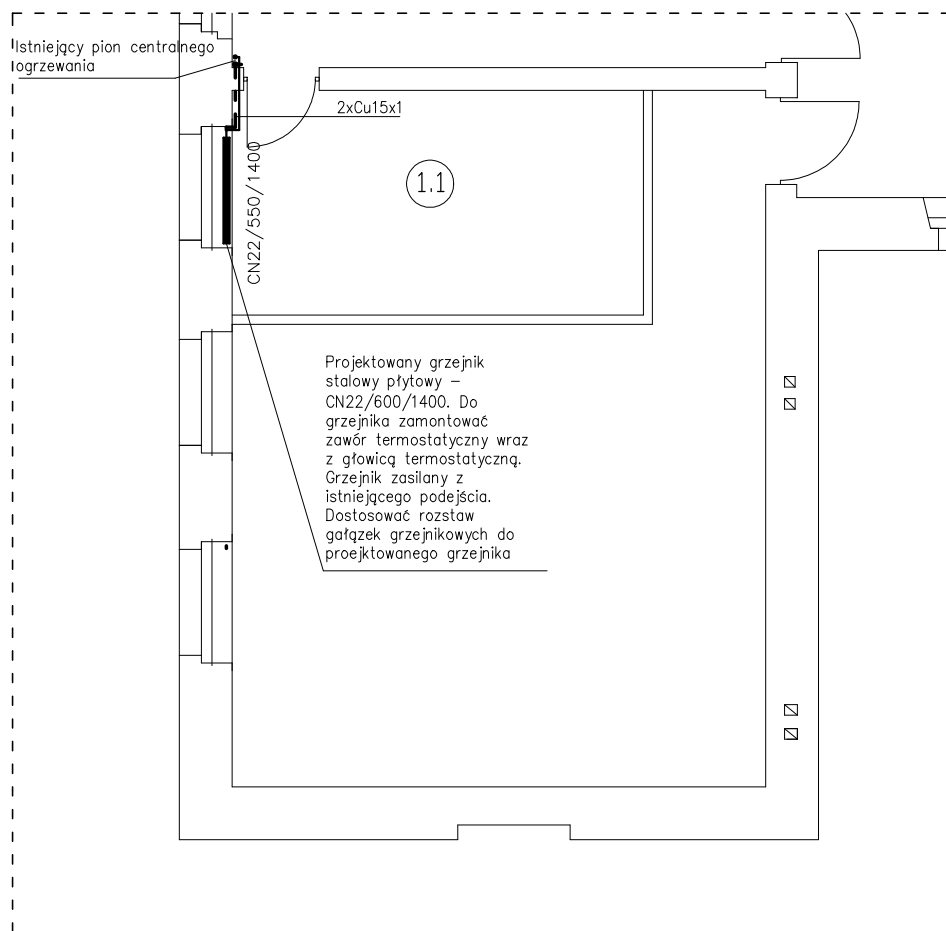 Istniejący pion centralnego
ogrzewania
2xCu15x1
1.1
CN22/550/1400
Projektowany grzejnik
stalowy płytowy –
CN22/600/1400. Do
grzejnika zamontować
zawór termostatyczny wraz
z głowicą termostatyczną.
Grzejnik zasilany z
istniejącego podejścia.
Dostosować rozstaw
gałązek grzejnikowych do
proejktowanego grzejnika